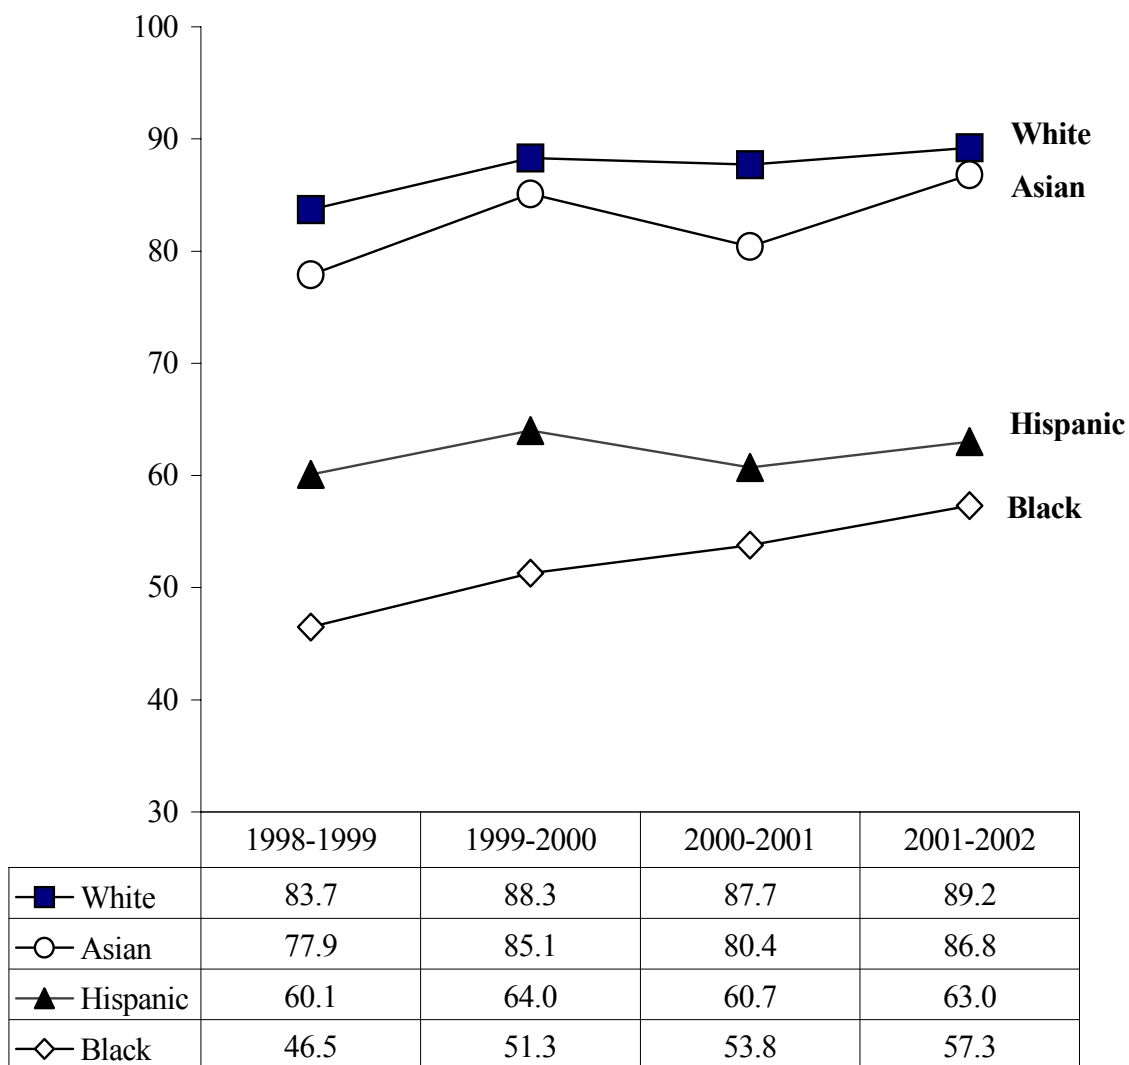 100
90
80
70
60
50
40
30
White
Asian
Hispanic
Black
1998-1999 1999-2000 2000-2001 2001-2002
White 83.7 88.3 87.7 89.2
Asian 77.9 85.1 80.4 86.8
Hispanic 60.1 64.0 60.7 63.0
Black 46.5 51.3 53.8 57.3